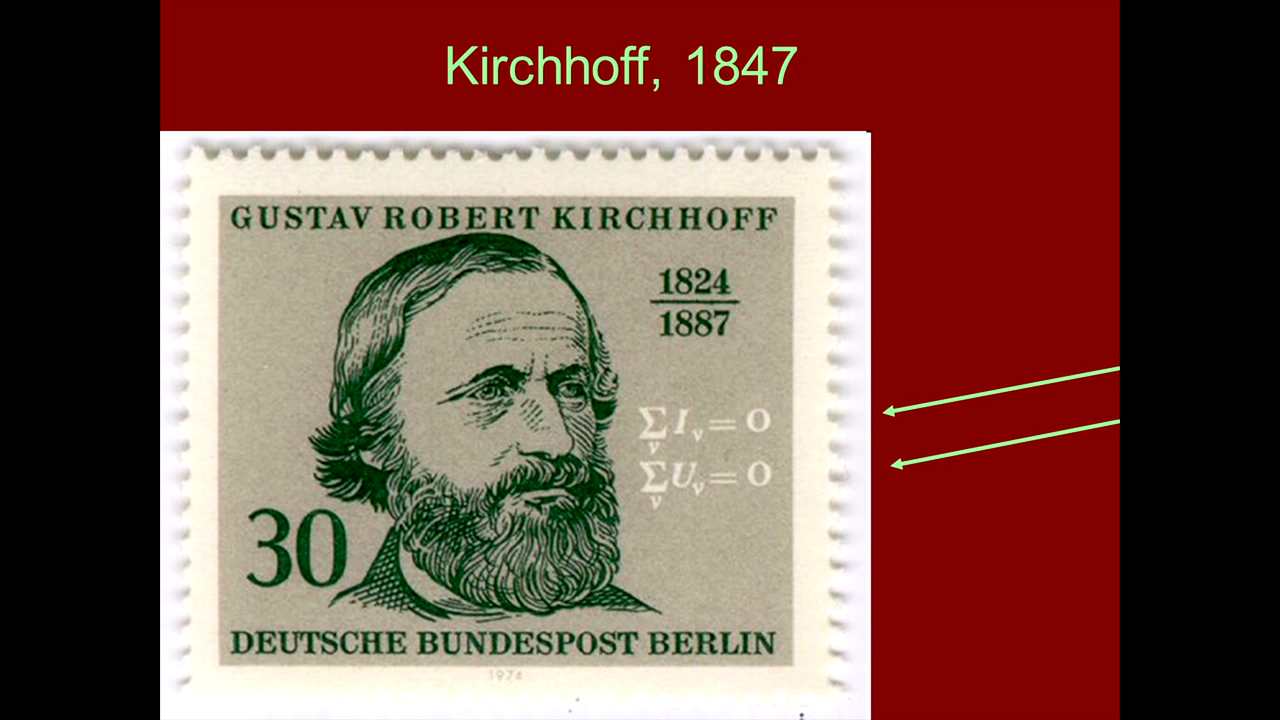 Kirchhoff, 1847
GUSTAV ROBERT KIRCHHOFF
1824
1887
∑ᵥ Iᵥ = 0
∑ᵥ Uᵥ = 0
30
DEUTSCHE BUNDESPOST BERLIN
1974